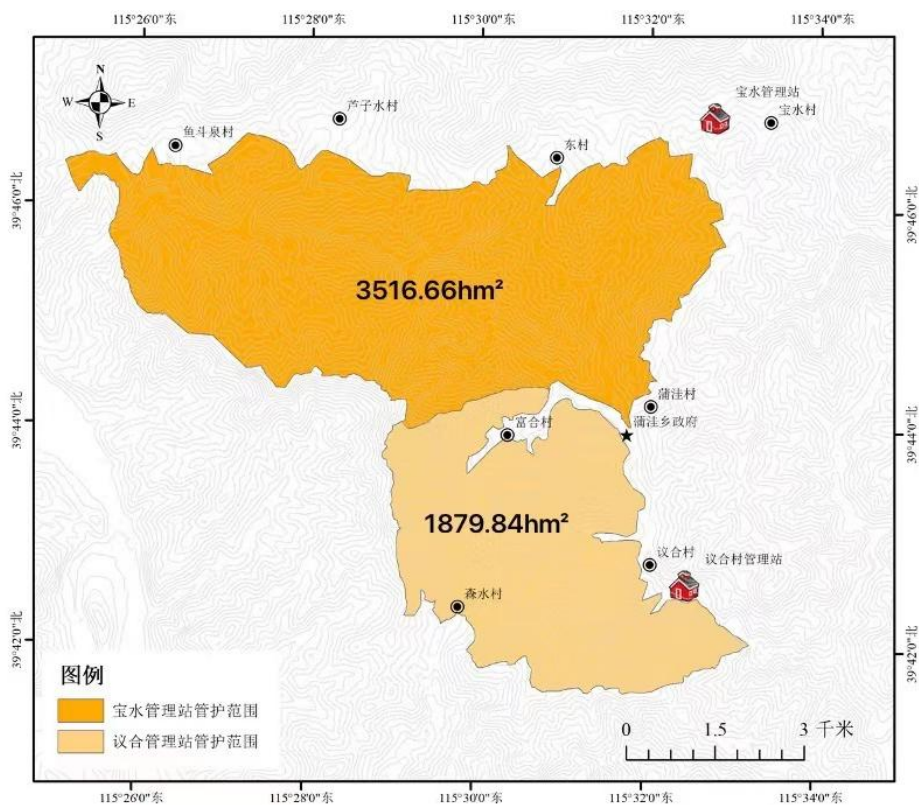 115°26'0"东
115°28'0"东
115°30'0"东
115°32'0"东
115°34'0"东
N
W
E
S
宝水管理站
宝水村
芦子水村
鱼斗泉村
东村
39°46'0"北
39°46'0"北
3516.66hm²
蒲洼村
蒲洼乡政府
富合村
39°44'0"北
39°44'0"北
1879.84hm²
议合村
议合村管理站
森水村
39°42'0"北
39°42'0"北
图例
宝水管理站管护范围
议合管理站管护范围
0 1.5 3 千米
115°26'0"东
115°28'0"东
115°30'0"东
115°32'0"东
115°34'0"东